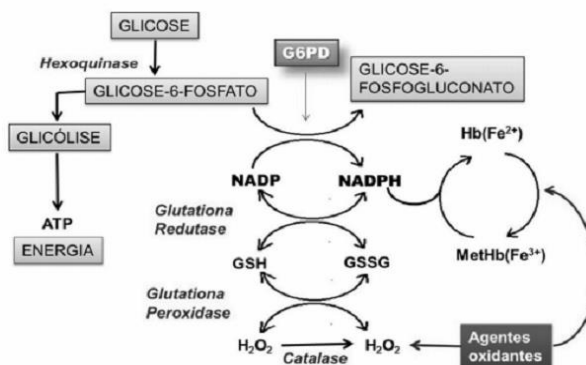 GLICOSE
Hexoquinase
G6PD
GLICOSE-6-FOSFATO
GLICOSE-6-
FOSFOGLUCONATO
GLICÓLISE
Hb(Fe²⁺)
NADP
NADPH
ATP
ENERGIA
Glutationa
Redutase
MetHb(Fe³⁺)
GSH
GSSG
Glutationa
Peroxidase
H₂O₂
Catalase
H₂O₂
Agentes
oxidantes